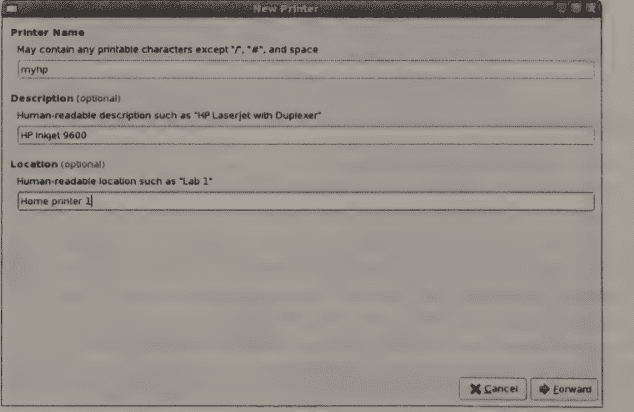 New Printer
Printer Name
May contain any printable characters except "/", "#", and space
myhp
Description (optional)
Human-readable description such as "HP Laserjet with Duplexer"
HP Inkjet 9600
Location (optional)
Human-readable location such as "Lab 1"
Home printer 1
Cancel
Forward